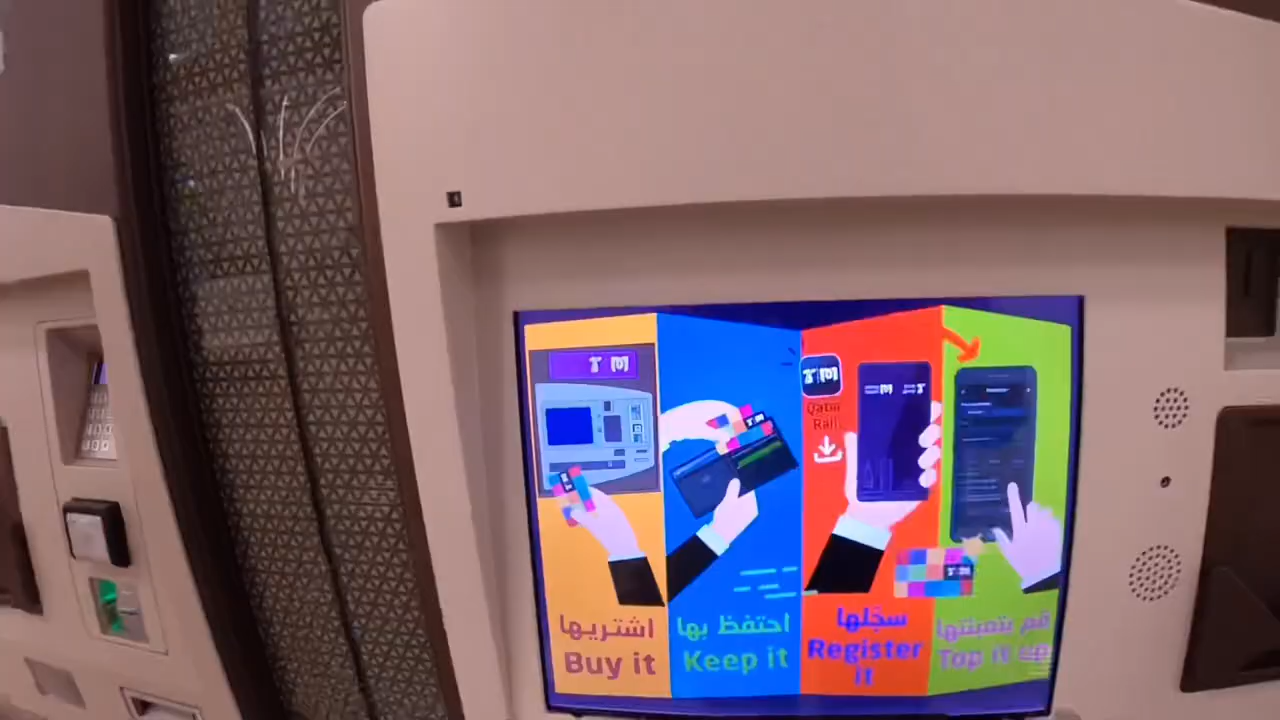 اشتريها
Buy it
احتفظ بها
Keep it
Qatar
Rail
سجّلها
Register
it
قم بتعبئتها
Top it up